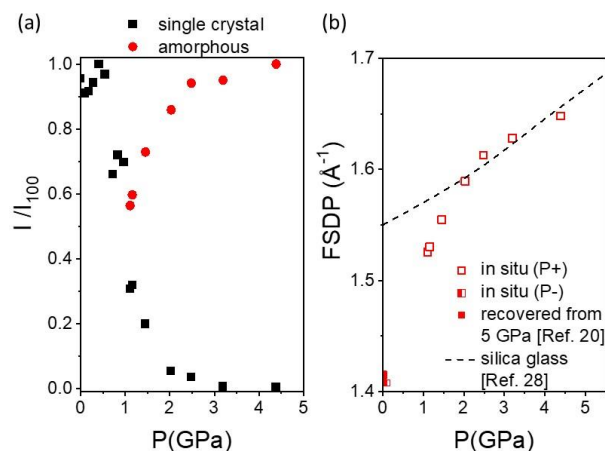 (a)
single crystal
amorphous
I /I100
1.0
0.8
0.6
0.4
0.2
0.0
0 1 2 3 4 5
P(GPa)
(b)
FSDP (Å-1)
1.7
1.6
1.5
1.4
in situ (P+)
in situ (P-)
recovered from
5 GPa [Ref. 20]
silica glass
[Ref. 28]
0 1 2 3 4 5
P(GPa)